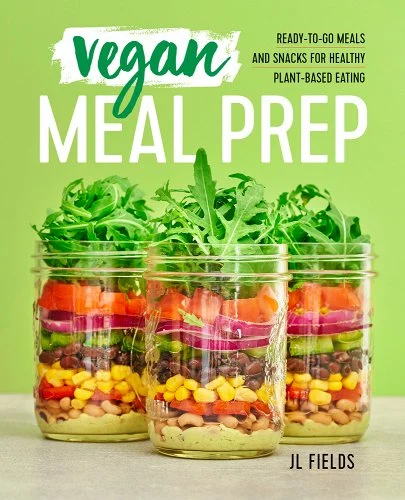 vegan
READY-TO-GO MEALS
AND SNACKS FOR HEALTHY
PLANT-BASED EATING
MEAL PREP
JL FIELDS